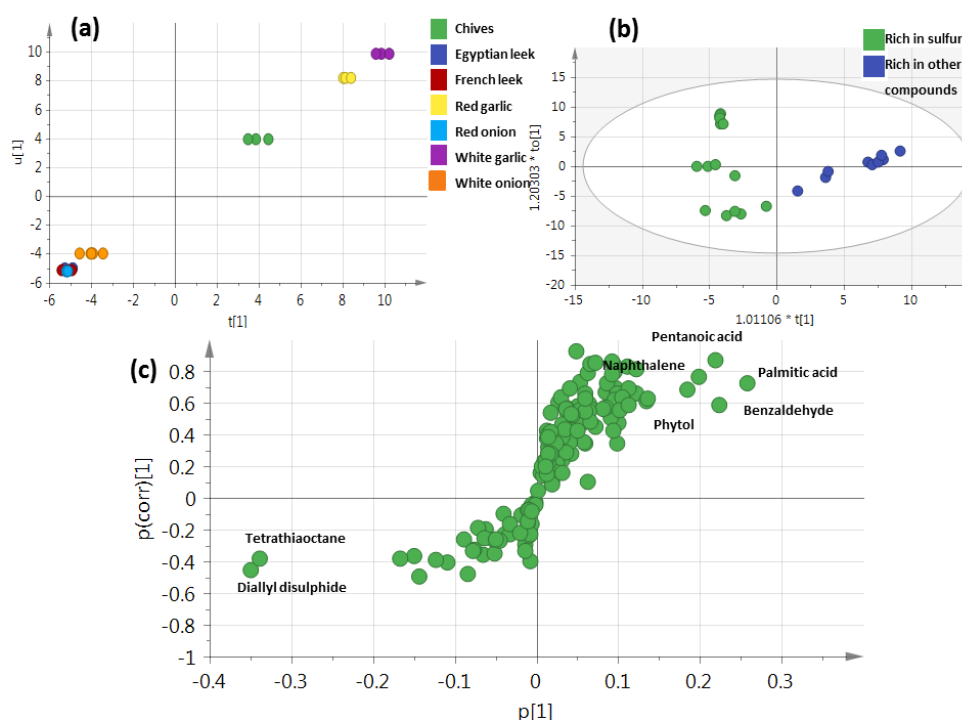 (a)
10
8
6
4
2
0
-2
-4
-6
u[1]
-6 -4 -2 0 2 4 6 8 10
t[1]
Chives
Egyptian leek
French leek
Red garlic
Red onion
White garlic
White onion
(b)
Rich in sulfur
Rich in other
compounds
15
10
5
0
-5
-10
-15
-20
1.20303 * to[1]
-15 -10 -5 0 5 10
1.01106 * t[1]
(c)
Pentanoic acid
Naphthalene
Palmitic acid
Benzaldehyde
Phytol
Tetrathiaoctane
Diallyl disulphide
0.8
0.6
0.4
0.2
0
-0.2
-0.4
-0.6
-0.8
-1
p(corr)[1]
-0.4 -0.3 -0.2 -0.1 0 0.1 0.2 0.3
p[1]